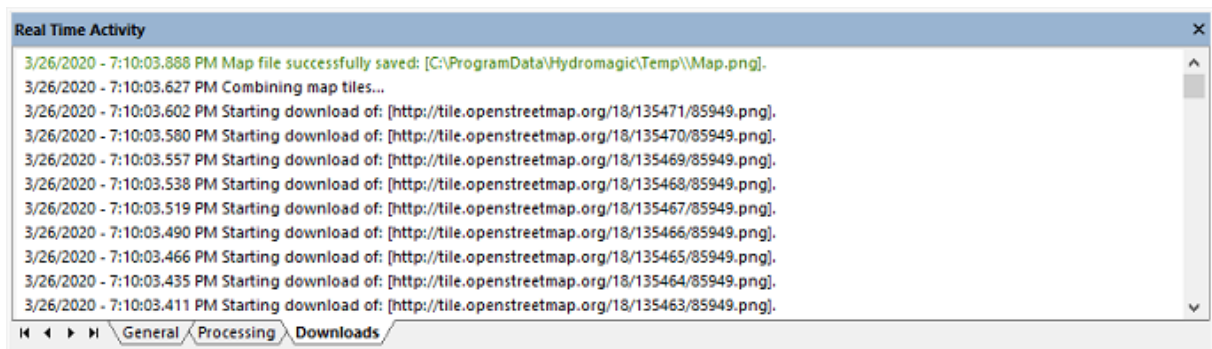 Real Time Activity
3/26/2020 - 7:10:03.888 PM Map file successfully saved: [C:\ProgramData\Hydromagic\Temp\\Map.png].
3/26/2020 - 7:10:03.627 PM Combining map tiles...
3/26/2020 - 7:10:03.602 PM Starting download of: [http://tile.openstreetmap.org/18/135471/85949.png].
3/26/2020 - 7:10:03.580 PM Starting download of: [http://tile.openstreetmap.org/18/135470/85949.png].
3/26/2020 - 7:10:03.557 PM Starting download of: [http://tile.openstreetmap.org/18/135469/85949.png].
3/26/2020 - 7:10:03.538 PM Starting download of: [http://tile.openstreetmap.org/18/135468/85949.png].
3/26/2020 - 7:10:03.519 PM Starting download of: [http://tile.openstreetmap.org/18/135467/85949.png].
3/26/2020 - 7:10:03.490 PM Starting download of: [http://tile.openstreetmap.org/18/135466/85949.png].
3/26/2020 - 7:10:03.466 PM Starting download of: [http://tile.openstreetmap.org/18/135465/85949.png].
3/26/2020 - 7:10:03.435 PM Starting download of: [http://tile.openstreetmap.org/18/135464/85949.png].
3/26/2020 - 7:10:03.411 PM Starting download of: [http://tile.openstreetmap.org/18/135463/85949.png].
General Processing Downloads